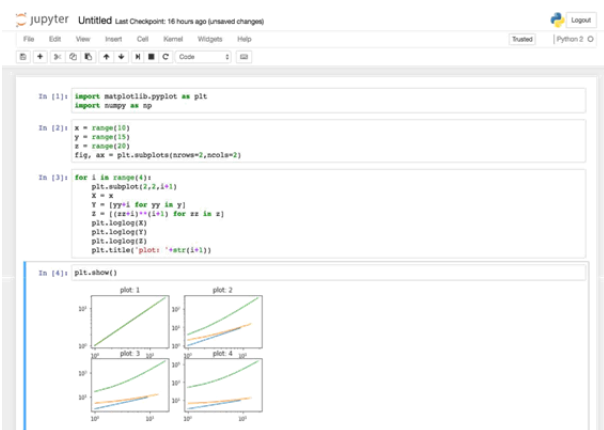 jupyter Untitled Last Checkpoint: 16 hours ago (unsaved changes) Logout
File Edit View Insert Cell Kernel Widgets Help Trusted Python 2
Code
In [1]: import matplotlib.pyplot as plt
import numpy as np
In [2]: x = range(10)
y = range(15)
z = range(20)
fig, ax = plt.subplots(nrows=2,ncols=2)
In [3]: for i in range(4):
plt.subplot(2,2,i+1)
X = x
Y = [yy+i for yy in y]
Z = [(zz+i)**(i+1) for zz in z]
plt.loglog(X)
plt.loglog(Y)
plt.loglog(Z)
plt.title('plot: '+str(i+1))
In [4]: plt.show()
plot: 1 plot: 2
plot: 3 plot: 4